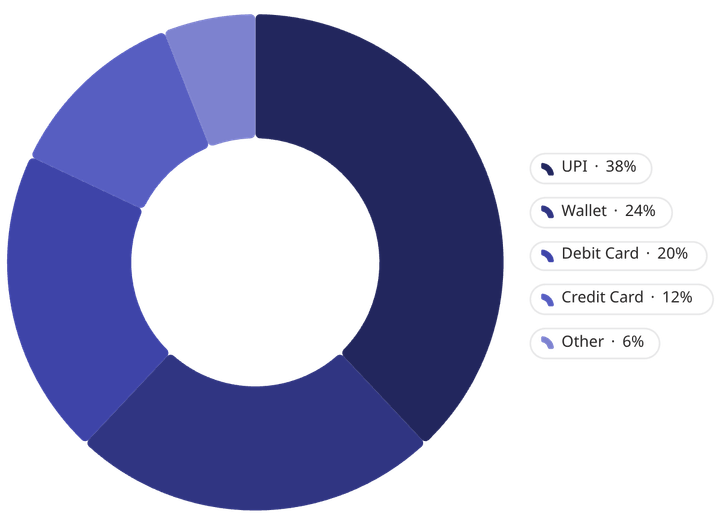 UPI · 38%
Wallet · 24%
Debit Card · 20%
Credit Card · 12%
Other · 6%